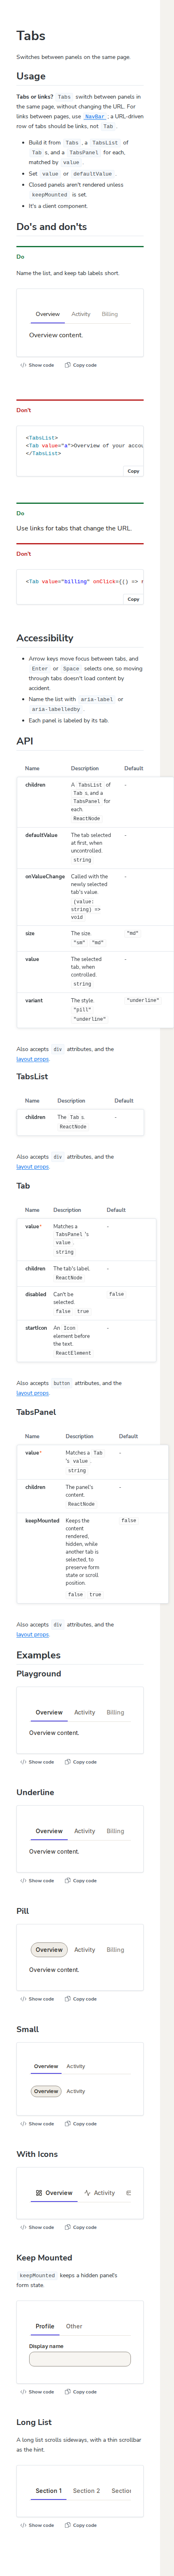 Tabs
Switches between panels on the same page.
Usage
Tabs or links? Tabs switch between panels in
the same page, without changing the URL. For
links between pages, use NavBar; a URL-driven
row of tabs should be links, not Tab.
Build it from Tabs, a TabsList of
Tab s, and a TabsPanel for each,
matched by value.
Set value or defaultValue.
Closed panels aren't rendered unless
keepMounted is set.
It's a client component.
Do's and don'ts
Do
Name the list, and keep tab labels short.
Overview Activity Billing
Overview content.
Show code Copy code
Don't
<TabsList>
<Tab value="a">Overview of your accou
</TabsList>
Copy
Do
Use links for tabs that change the URL.
Don't
<Tab value="billing" onClick={() => r
Copy
Accessibility
Arrow keys move focus between tabs, and
Enter or Space selects one, so moving
through tabs doesn't load content by
accident.
Name the list with aria-label or
aria-labelledby.
Each panel is labeled by its tab.
API
Name Description Default
children A TabsList of -
Tab s, and a
TabsPanel for
each.
ReactNode
defaultValue The tab selected -
at first, when
uncontrolled.
string
onValueChange Called with the -
newly selected
tab's value.
(value:
string) =>
void
size The size. "md"
"sm" "md"
value The selected -
tab, when
controlled.
string
variant The style. "underline"
"pill"
"underline"
Also accepts div attributes, and the
layout props.
TabsList
Name Description Default
children The Tab s. -
ReactNode
Also accepts div attributes, and the
layout props.
Tab
Name Description Default
value* Matches a -
TabsPanel 's
value.
string
children The tab's label. -
ReactNode
disabled Can't be false
selected.
false true
startIcon An Icon -
element before
the text.
ReactElement
Also accepts button attributes, and the
layout props.
TabsPanel
Name Description Default
value* Matches a Tab -
's value.
string
children The panel's -
content.
ReactNode
keepMounted Keeps the false
content
rendered,
hidden, while
another tab is
selected, to
preserve form
state or scroll
position.
false true
Also accepts div attributes, and the
layout props.
Examples
Playground
Overview Activity Billing
Overview content.
Show code Copy code
Underline
Overview Activity Billing
Overview content.
Show code Copy code
Pill
Overview Activity Billing
Overview content.
Show code Copy code
Small
Overview Activity
Overview Activity
Show code Copy code
With Icons
Overview Activity
Show code Copy code
Keep Mounted
keepMounted keeps a hidden panel's
form state.
Profile Other
Display name
Show code Copy code
Long List
A long list scrolls sideways, with a thin scrollbar
as the hint.
Section 1 Section 2 Section
Show code Copy code